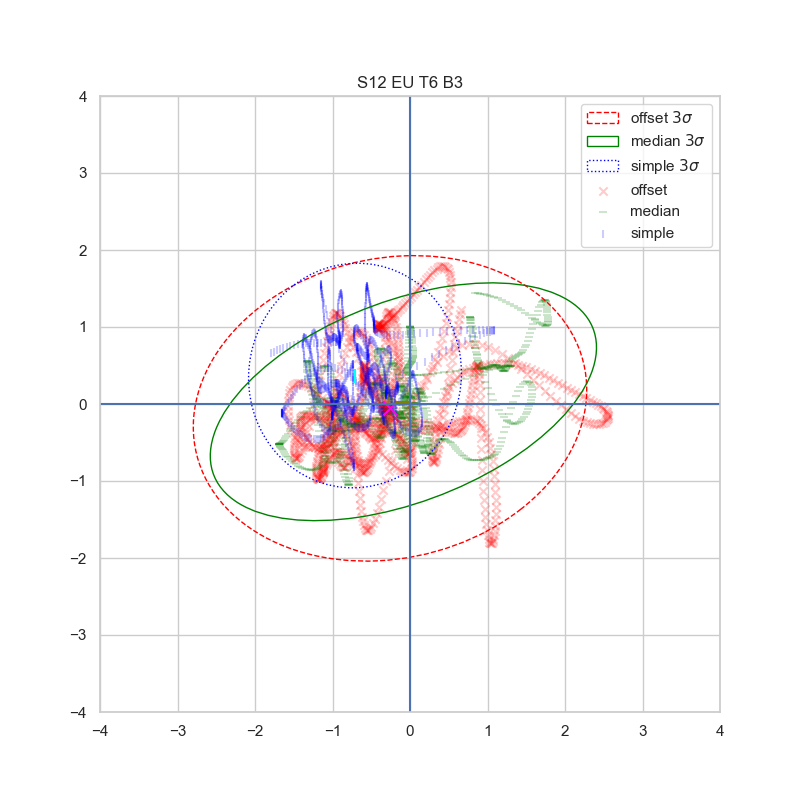 S12 EU T6 B3
4
3
2
1
0
−1
−2
−3
−4
−4 −3 −2 −1 0 1 2 3 4
offset 3σ
median 3σ
simple 3σ
offset
median
simple